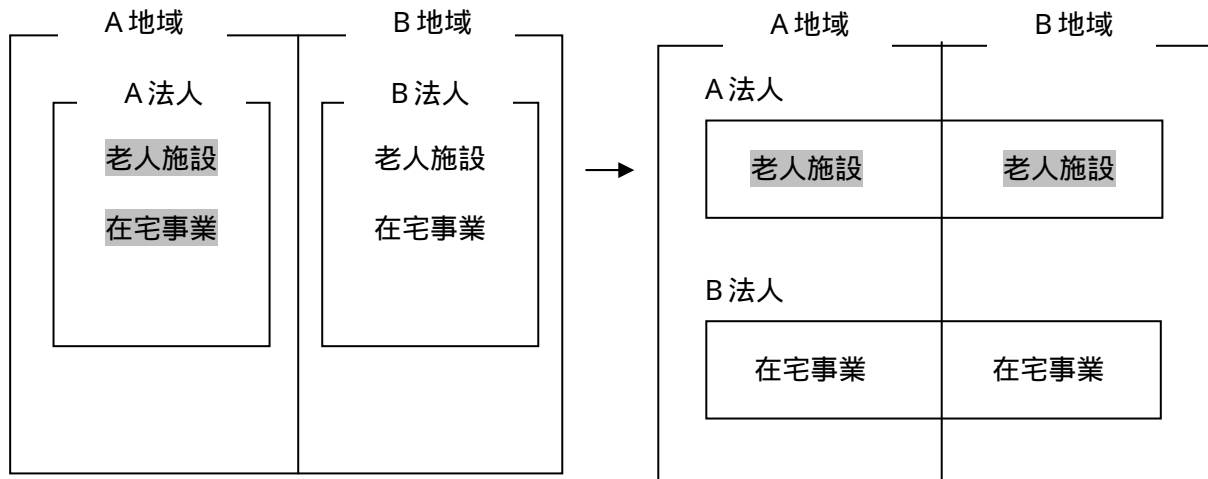 A地域
B地域
A法人
B法人
老人施設
老人施設
在宅事業
在宅事業
A地域
B地域
A法人
老人施設
老人施設
B法人
在宅事業
在宅事業